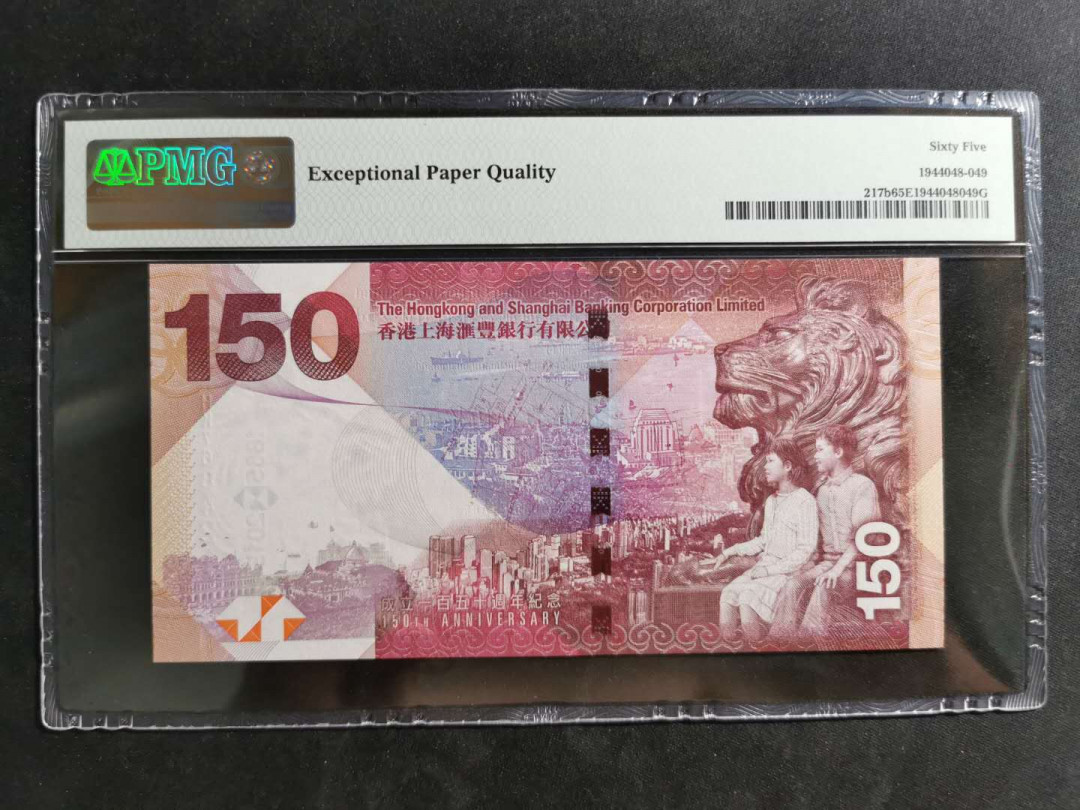 PMG
Exceptional Paper Quality
Sixty Five
1944048-049
217b65E1944048049G
150
The Hongkong and Shanghai Banking Corporation Limited
香港上海滙豐銀行有限公
成立一百五十週年紀念
150TH ANNIVERSARY
150